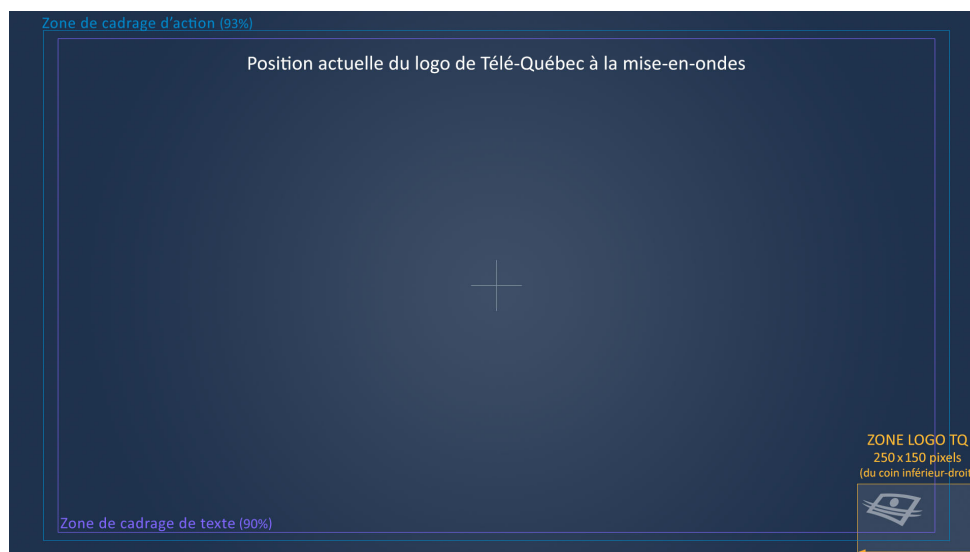 Zone de cadrage d'action (93%)
Position actuelle du logo de Télé-Québec à la mise-en-ondes
ZONE LOGO TQ
250 x 150 pixels
(du coin inférieur-droit
Zone de cadrage de texte (90%)